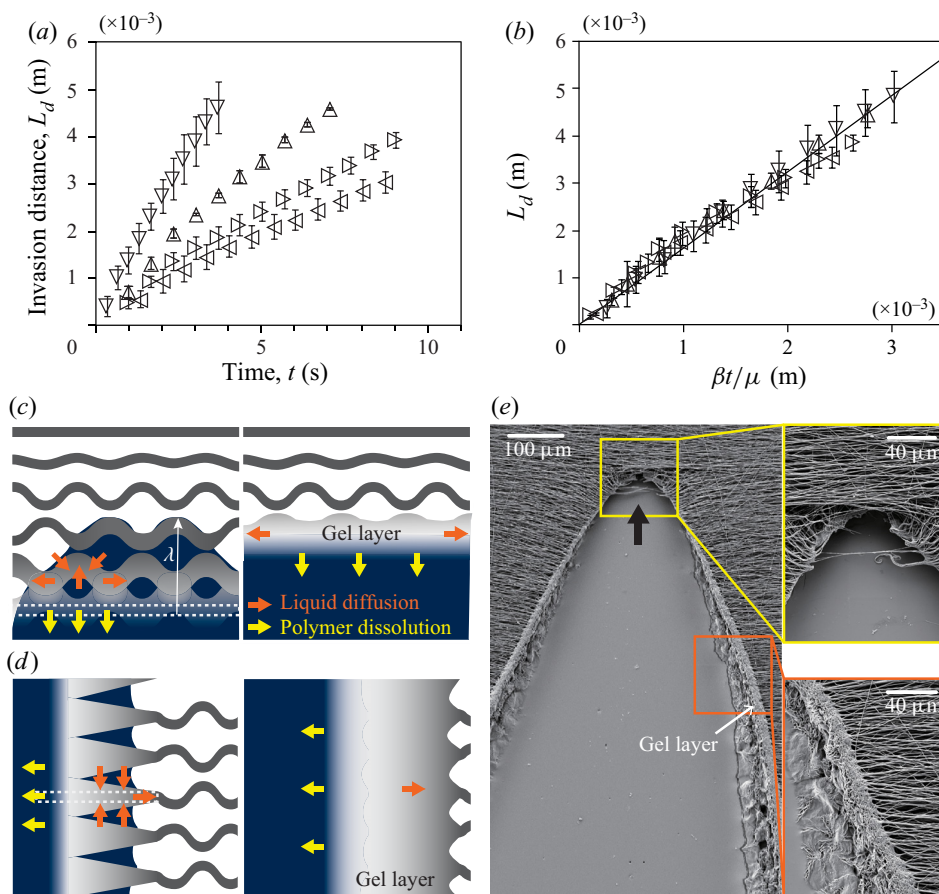 (a)
(×10⁻³)
6
5
4
3
2
1
0
5
10
Invasion distance, L_d (m)
Time, t (s)
(b)
(×10⁻³)
6
5
4
3
2
1
0
1
2
3
(×10⁻³)
L_d (m)
βt/μ (m)
(c)
λ
Gel layer
Liquid diffusion
Polymer dissolution
(d)
Gel layer
(e)
100 μm
40 μm
Gel layer
40 μm